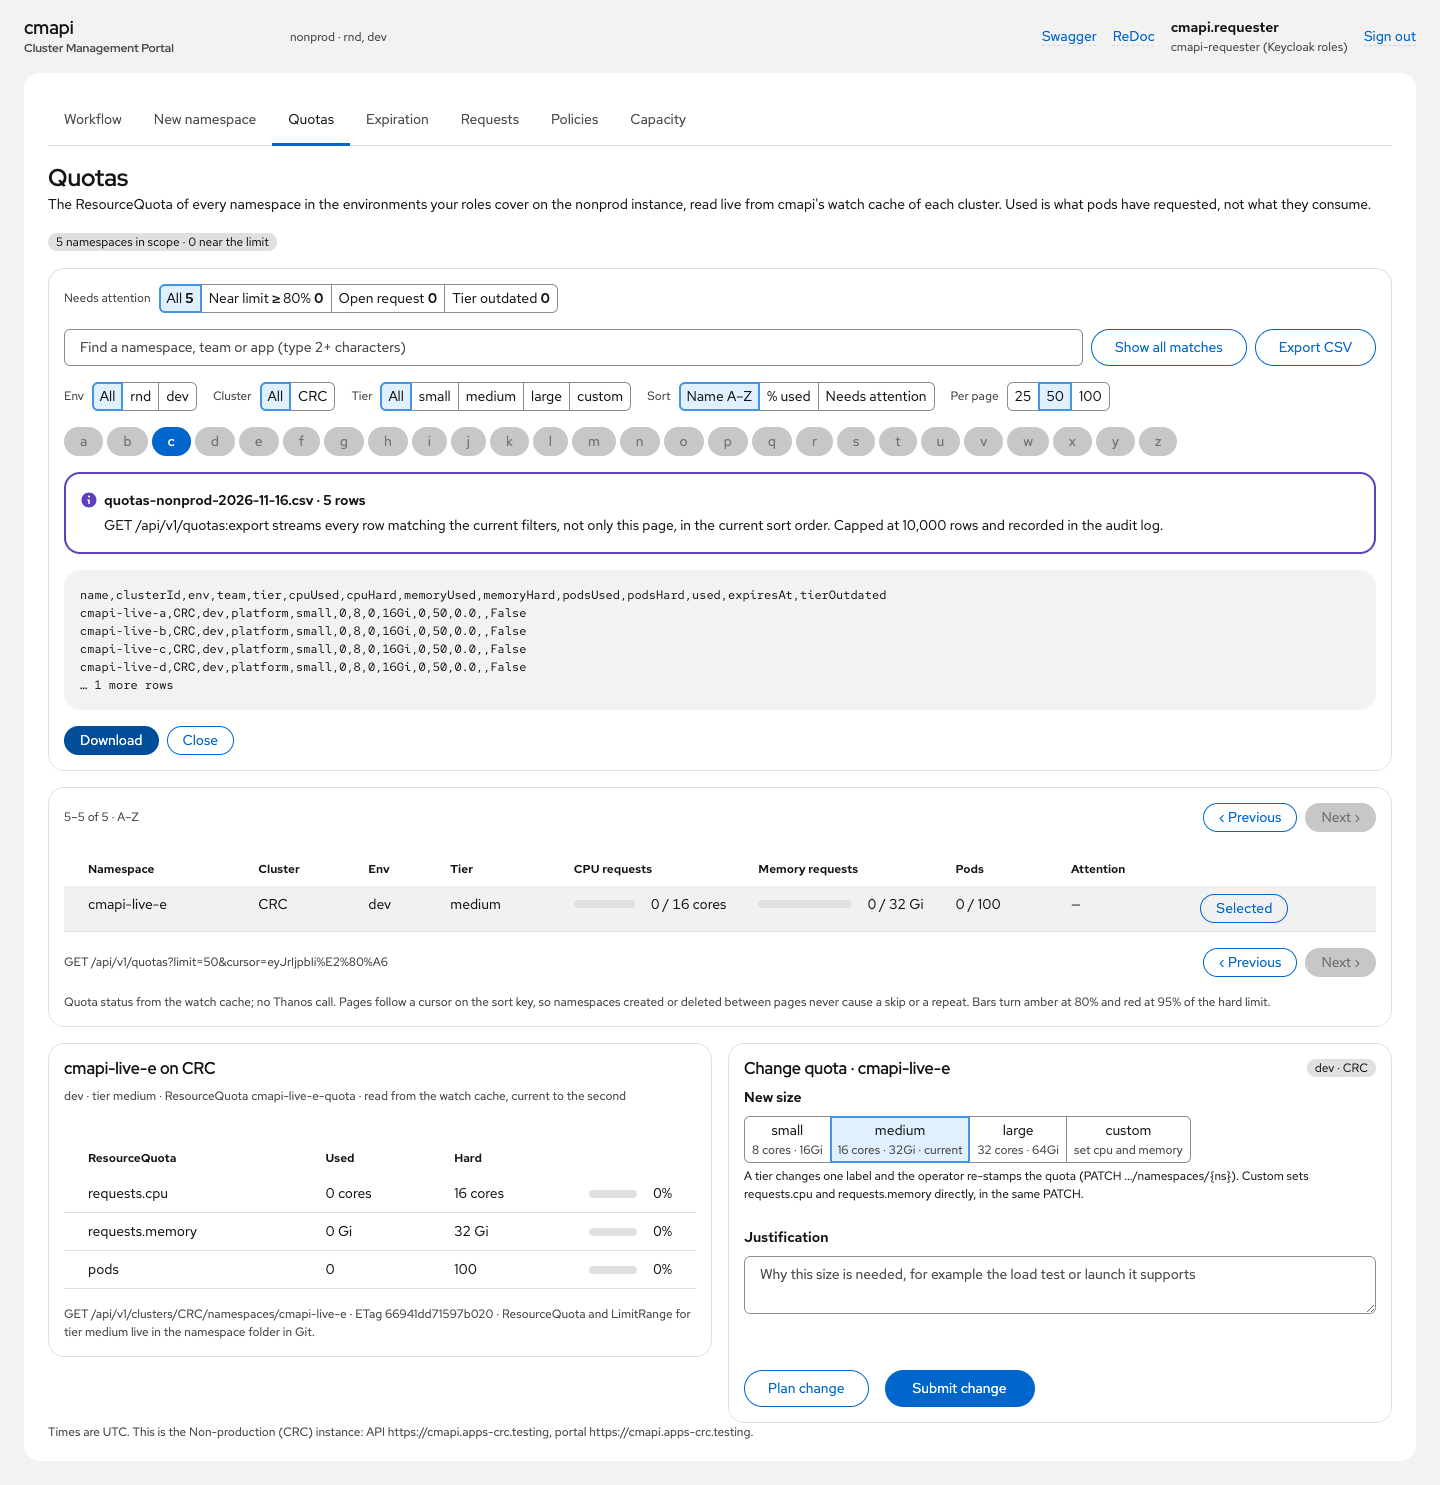 cmapi
Cluster Management Portal
nonprod · rnd, dev
Swagger
ReDoc
cmapi.requester
cmapi-requester (Keycloak roles)
Sign out
Workflow
New namespace
Quotas
Expiration
Requests
Policies
Capacity
Quotas
The ResourceQuota of every namespace in the environments your roles cover on the nonprod instance, read live from cmapi's watch cache of each cluster. Used is what pods have requested, not what they consume.
5 namespaces in scope · 0 near the limit
Needs attention
All 5
Near limit ≥ 80% 0
Open request 0
Tier outdated 0
Find a namespace, team or app (type 2+ characters)
Show all matches
Export CSV
Env
All
rnd
dev
Cluster
All
CRC
Tier
All
small
medium
large
custom
Sort
Name A–Z
% used
Needs attention
Per page
25
50
100
a b c d e f g h i j k l m n o p q r s t u v w x y z
quotas-nonprod-2026-11-16.csv · 5 rows
GET /api/v1/quotas:export streams every row matching the current filters, not only this page, in the current sort order. Capped at 10,000 rows and recorded in the audit log.
name,clusterId,env,team,tier,cpuUsed,cpuHard,memoryUsed,memoryHard,podsUsed,podsHard,used,expiresAt,tierOutdated
cmapi-live-a,CRC,dev,platform,small,0,8,0,16Gi,0,50,0.0,,False
cmapi-live-b,CRC,dev,platform,small,0,8,0,16Gi,0,50,0.0,,False
cmapi-live-c,CRC,dev,platform,small,0,8,0,16Gi,0,50,0.0,,False
cmapi-live-d,CRC,dev,platform,small,0,8,0,16Gi,0,50,0.0,,False
… 1 more rows
Download
Close
5–5 of 5 · A–Z
‹ Previous
Next ›
Namespace Cluster Env Tier CPU requests Memory requests Pods Attention
cmapi-live-e CRC dev medium 0 / 16 cores 0 / 32 Gi 0 / 100 — Selected
GET /api/v1/quotas?limit=50&cursor=eyJrIjpbIi%E2%80%A6
‹ Previous
Next ›
Quota status from the watch cache; no Thanos call. Pages follow a cursor on the sort key, so namespaces created or deleted between pages never cause a skip or a repeat. Bars turn amber at 80% and red at 95% of the hard limit.
cmapi-live-e on CRC
dev · tier medium · ResourceQuota cmapi-live-e-quota · read from the watch cache, current to the second
ResourceQuota Used Hard
requests.cpu 0 cores 16 cores 0%
requests.memory 0 Gi 32 Gi 0%
pods 0 100 0%
GET /api/v1/clusters/CRC/namespaces/cmapi-live-e · ETag 66941dd71597b020 · ResourceQuota and LimitRange for
tier medium live in the namespace folder in Git.
Change quota · cmapi-live-e
dev · CRC
New size
small
8 cores · 16Gi
medium
16 cores · 32Gi · current
large
32 cores · 64Gi
custom
set cpu and memory
A tier changes one label and the operator re-stamps the quota (PATCH …/namespaces/{ns}). Custom sets
requests.cpu and requests.memory directly, in the same PATCH.
Justification
Why this size is needed, for example the load test or launch it supports
Plan change
Submit change
Times are UTC. This is the Non-production (CRC) instance: API https://cmapi.apps-crc.testing, portal https://cmapi.apps-crc.testing.